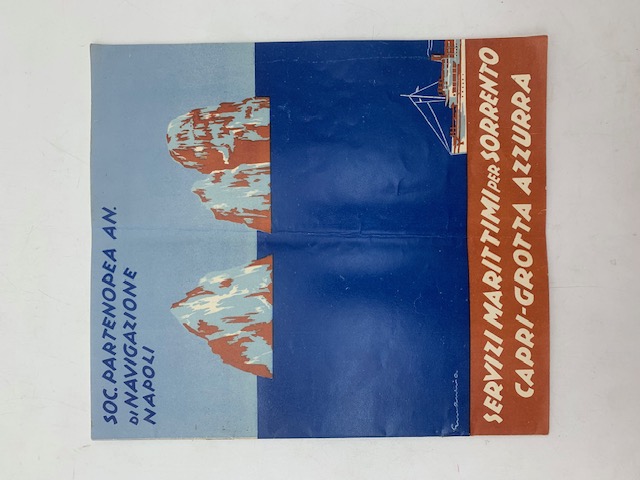 SOC. PARTENOPEA AN.
DI NAVIGAZIONE
NAPOLI
SERVIZI MARITTIMI PER SORRENTO
CAPRI-GROTTA AZZURRA